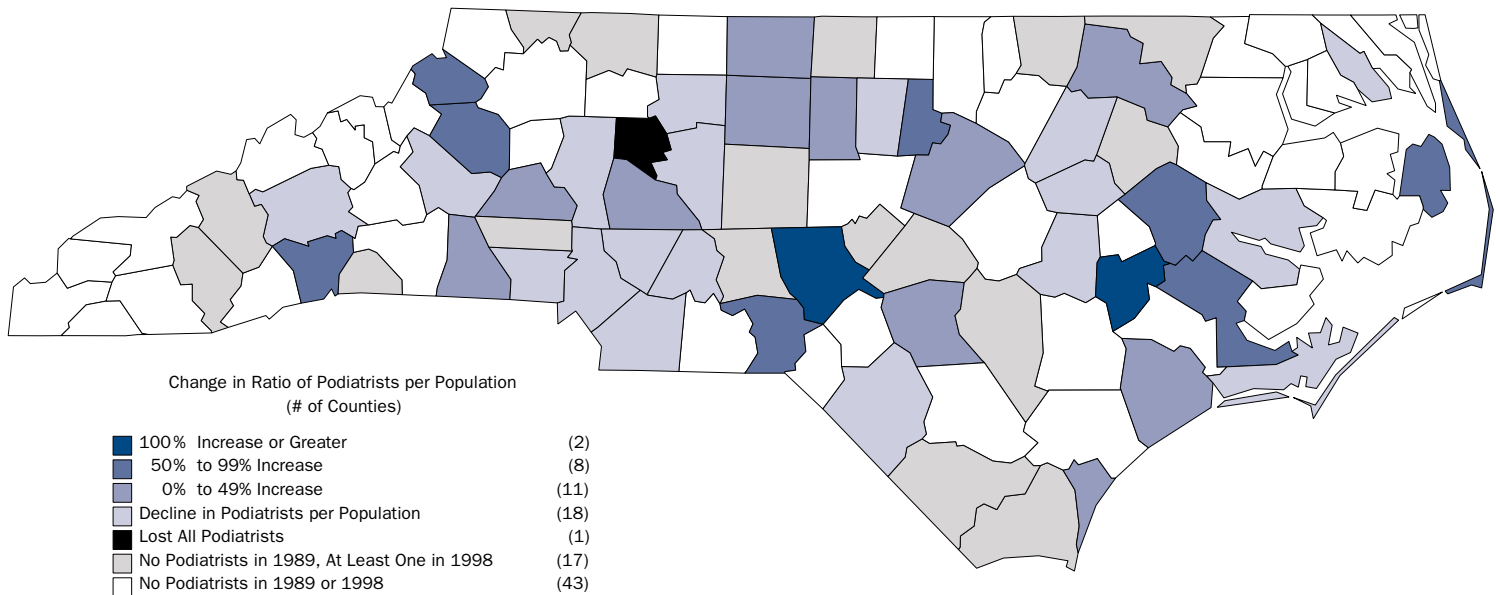 Change in Ratio of Podiatrists per Population
(# of Counties)
100% Increase or Greater (2)
50% to 99% Increase (8)
0% to 49% Increase (11)
Decline in Podiatrists per Population (18)
Lost All Podiatrists (1)
No Podiatrists in 1989, At Least One in 1998 (17)
No Podiatrists in 1989 or 1998 (43)